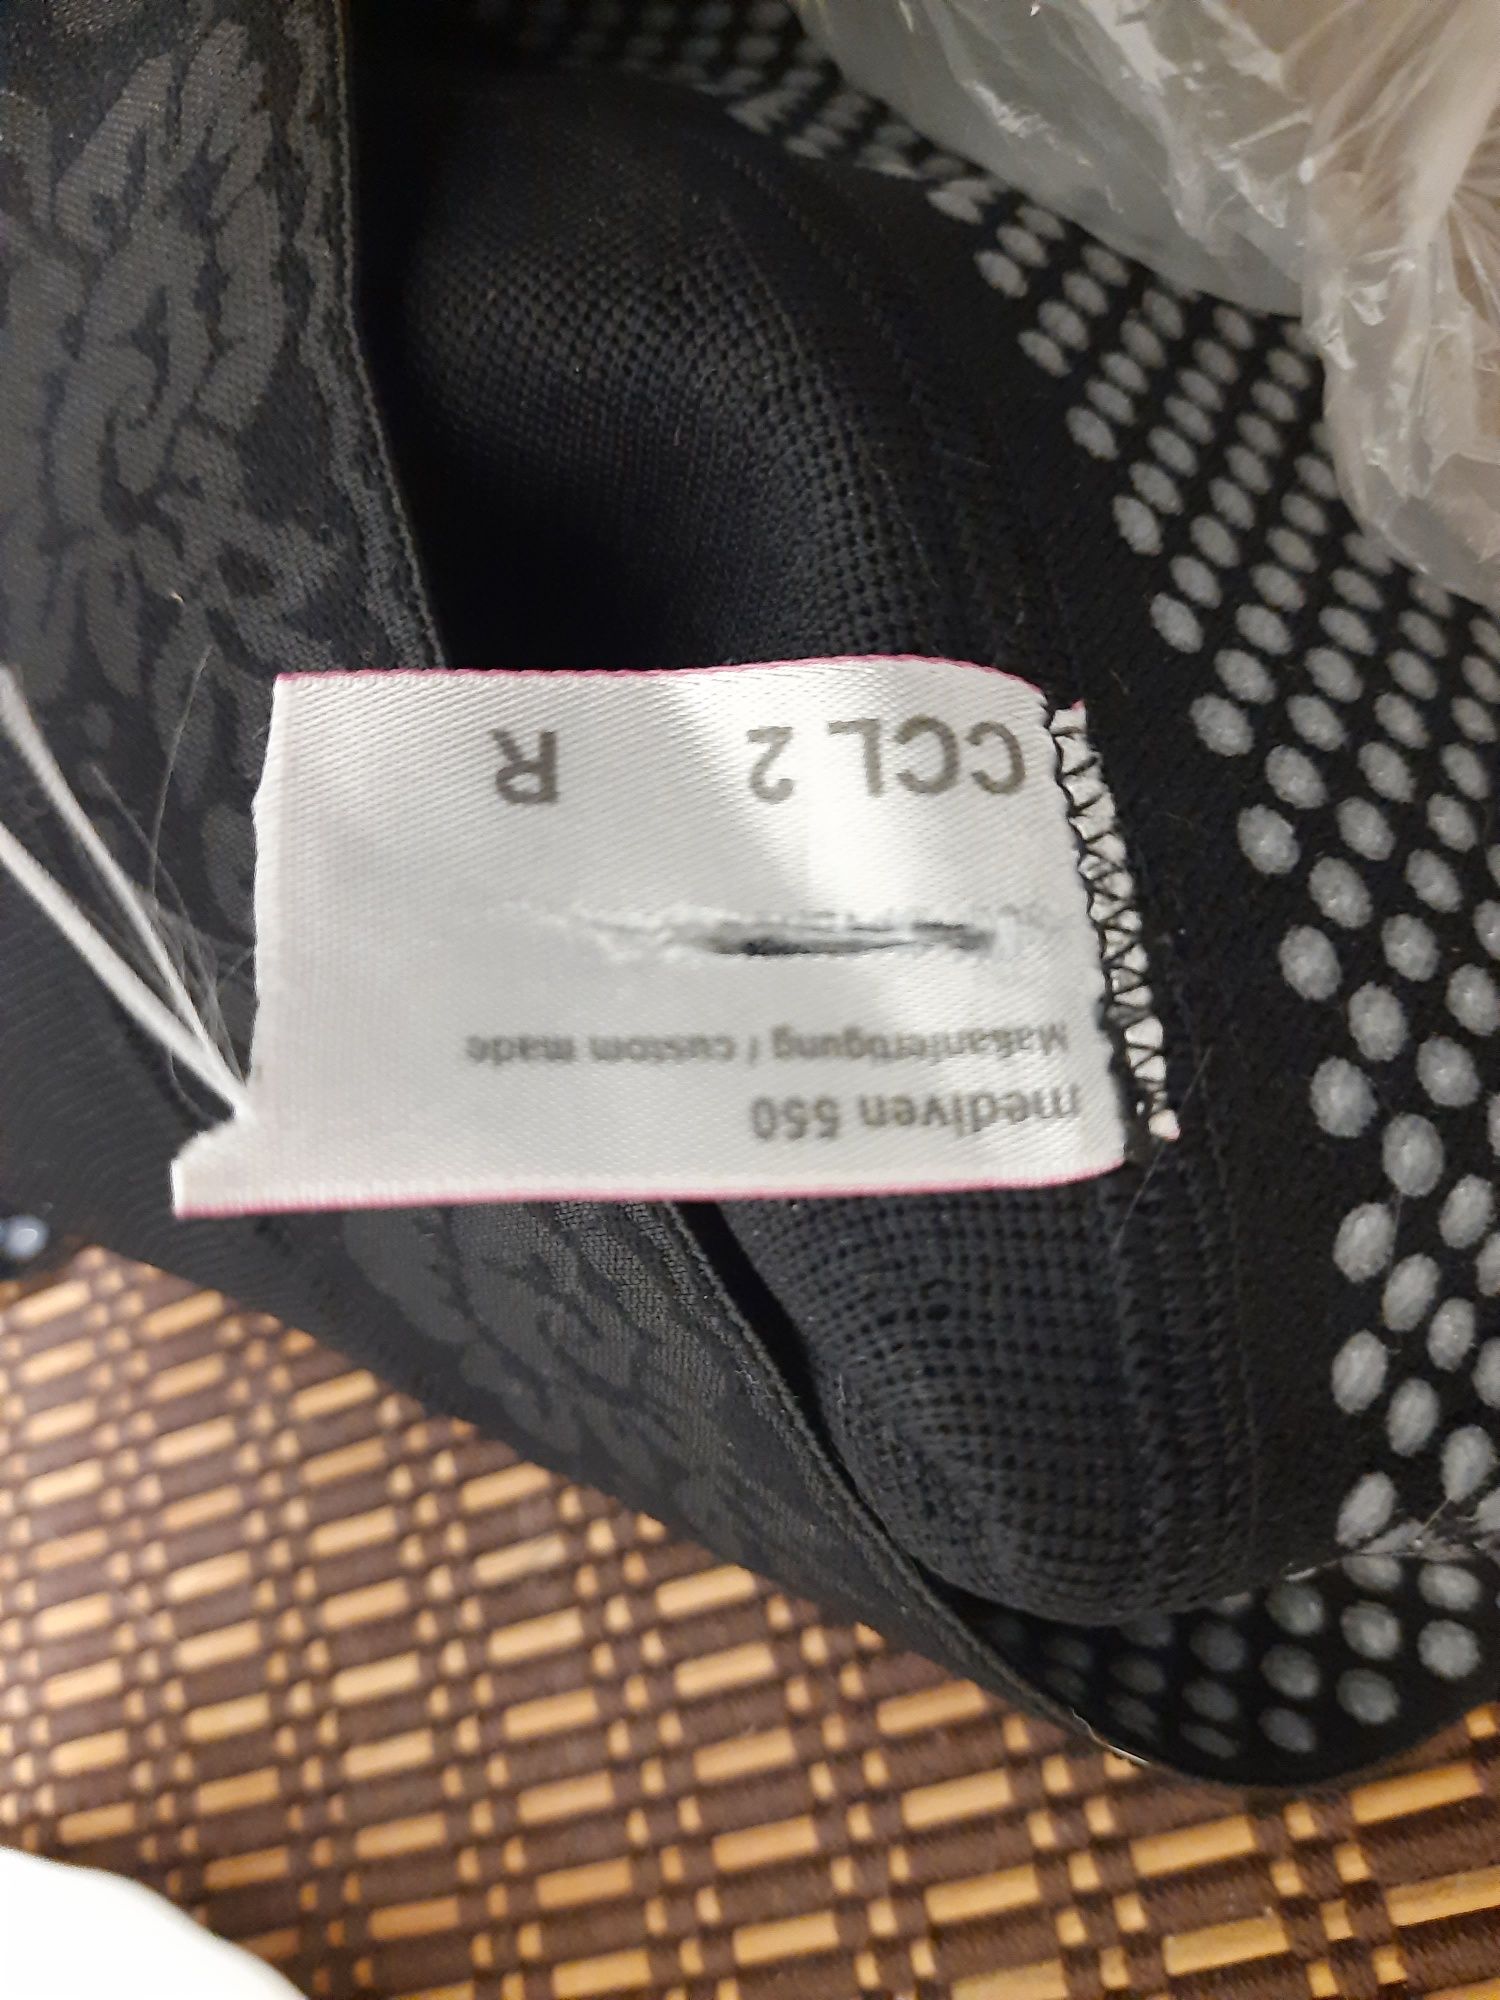 mediven 550
Maßanfertigung / custom made
CCL 2 R